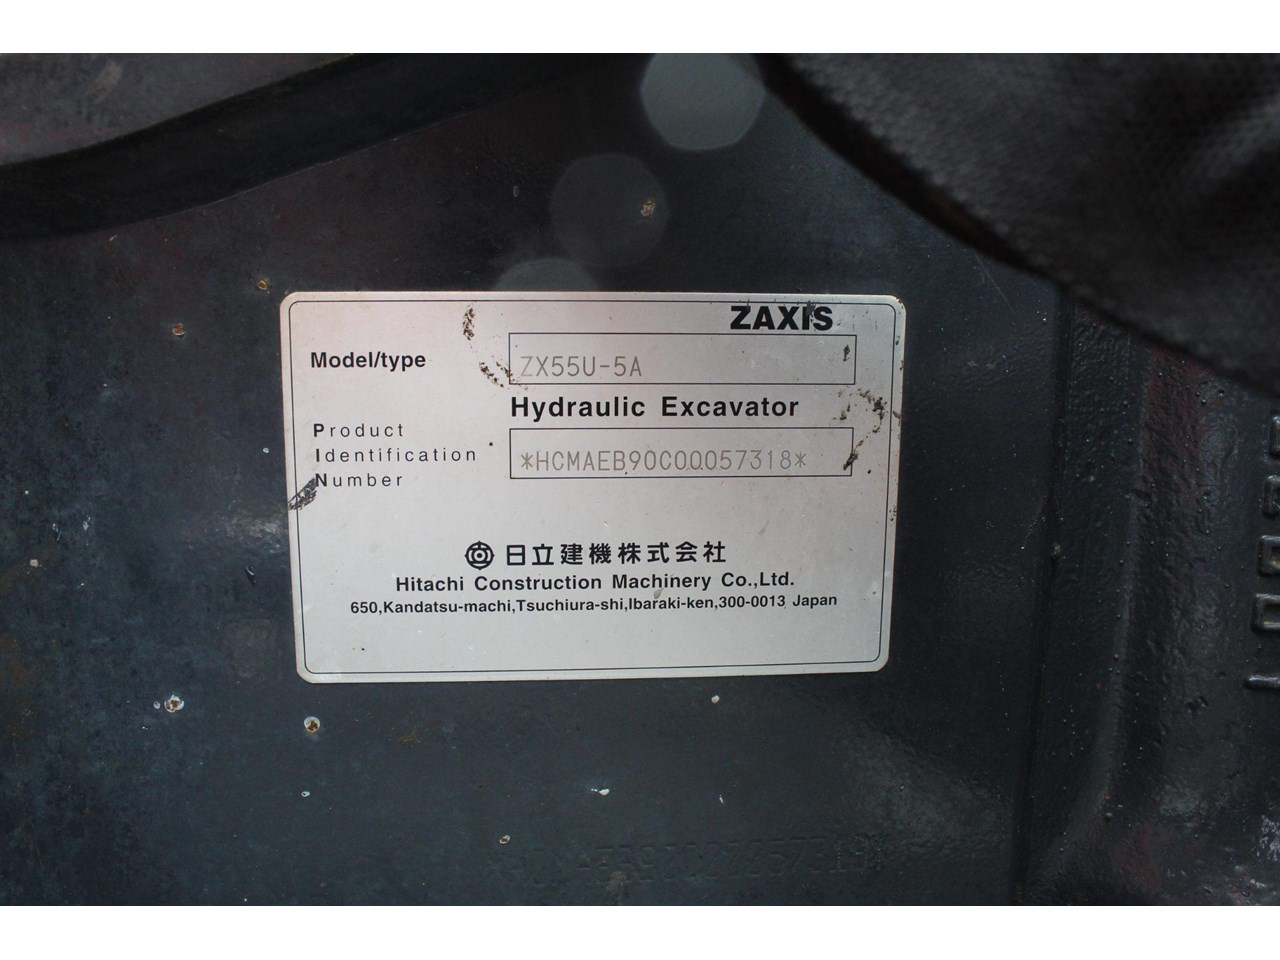 ZAXIS
Model/type ZX55U-5A
Hydraulic Excavator
Product
Identification *HCMAEB90C00057318*
Number
日立建機株式会社
Hitachi Construction Machinery Co.,Ltd.
650,Kandatsu-machi,Tsuchiura-shi,Ibaraki-ken,300-0013 Japan